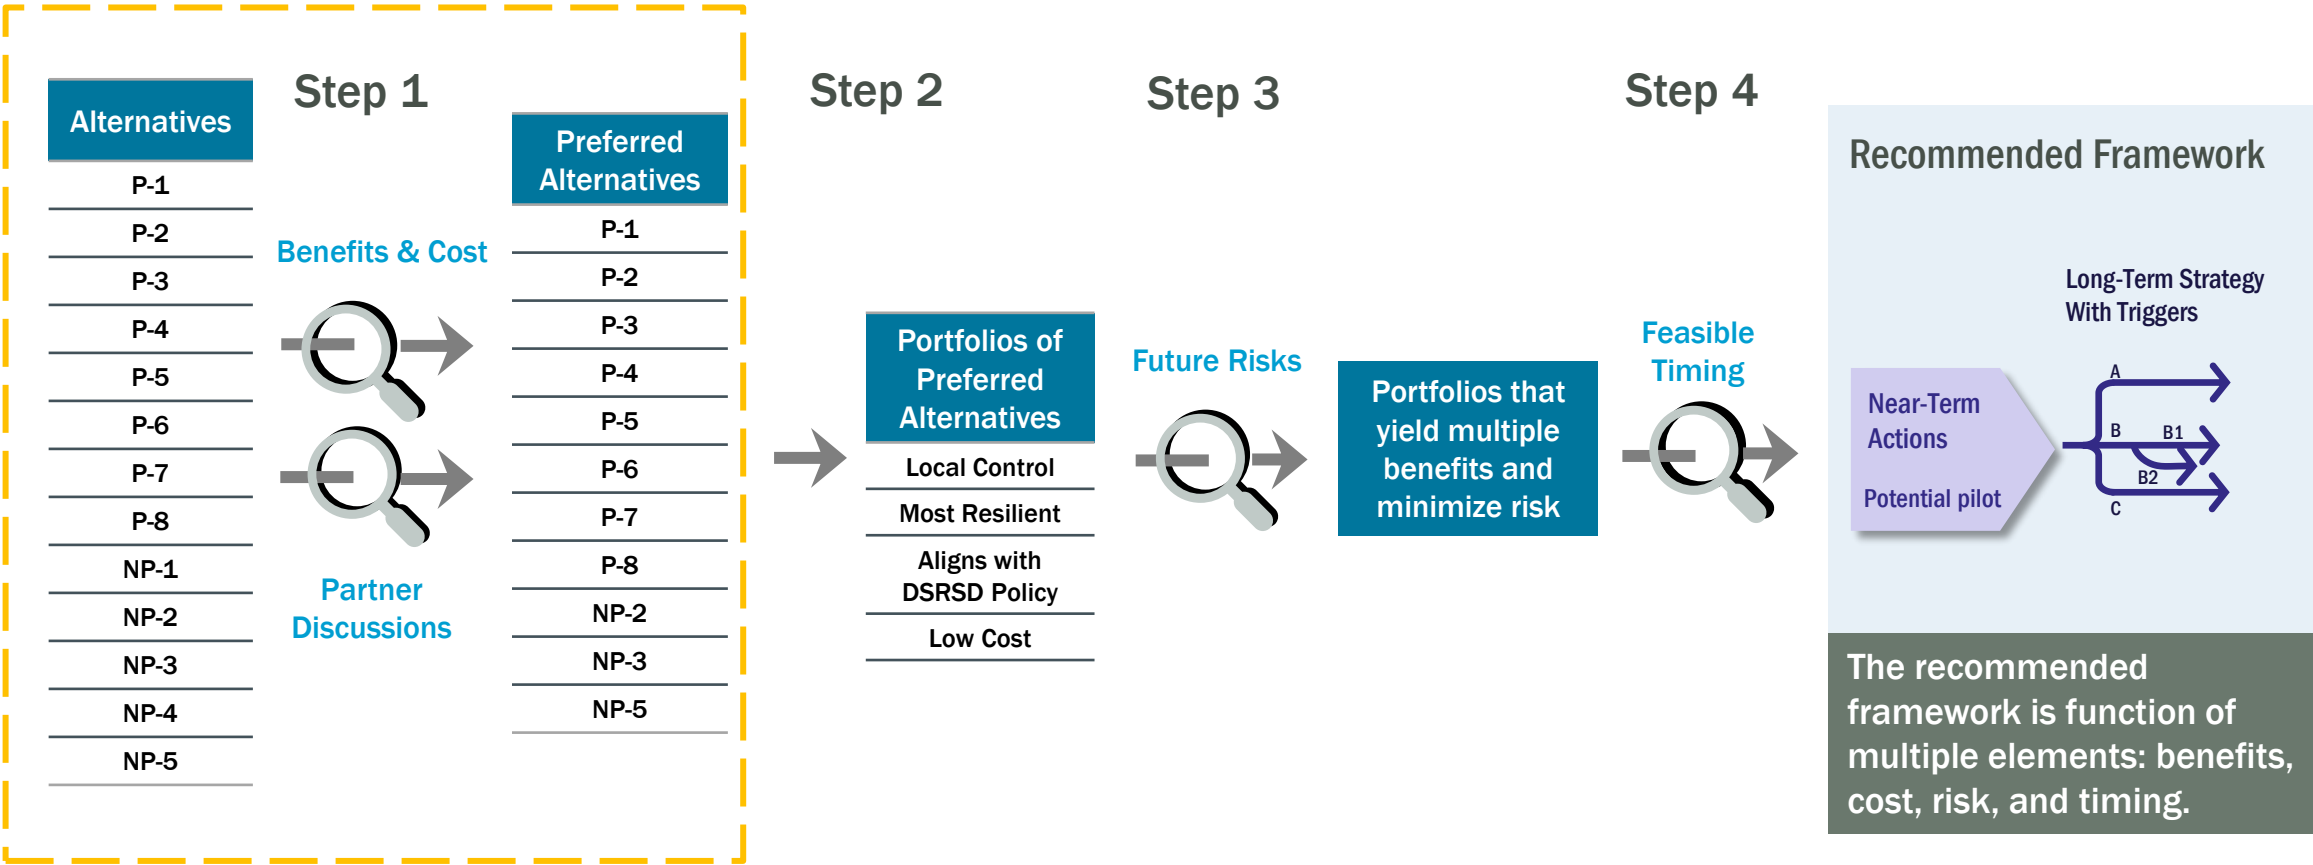 Step 1
Step 2
Step 3
Step 4
Alternatives
P-1
P-2
P-3
P-4
P-5
P-6
P-7
P-8
NP-1
NP-2
NP-3
NP-4
NP-5
Benefits & Cost
Partner
Discussions
Preferred
Alternatives
P-1
P-2
P-3
P-4
P-5
P-6
P-7
P-8
NP-2
NP-3
NP-5
Portfolios of
Preferred
Alternatives
Local Control
Most Resilient
Aligns with
DSRSD Policy
Low Cost
Future Risks
Portfolios that
yield multiple
benefits and
minimize risk
Feasible
Timing
Recommended Framework
Long-Term Strategy
With Triggers
Near-Term
Actions
Potential pilot
A
B
B1
B2
C
The recommended
framework is function of
multiple elements: benefits,
cost, risk, and timing.